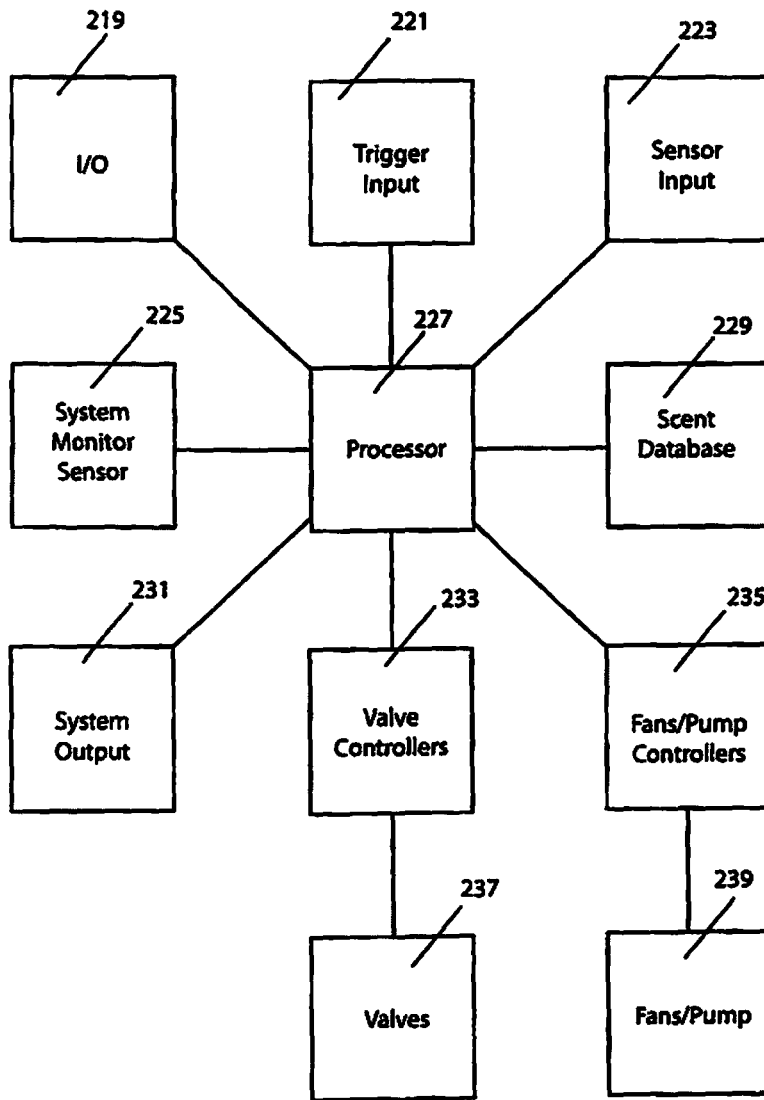 219
221
223
I/O
Trigger
Input
Sensor
Input
225
227
229
System
Monitor
Sensor
Processor
Scent
Database
231
233
235
System
Output
Valve
Controllers
Fans/Pump
Controllers
237
239
Valves
Fans/Pump